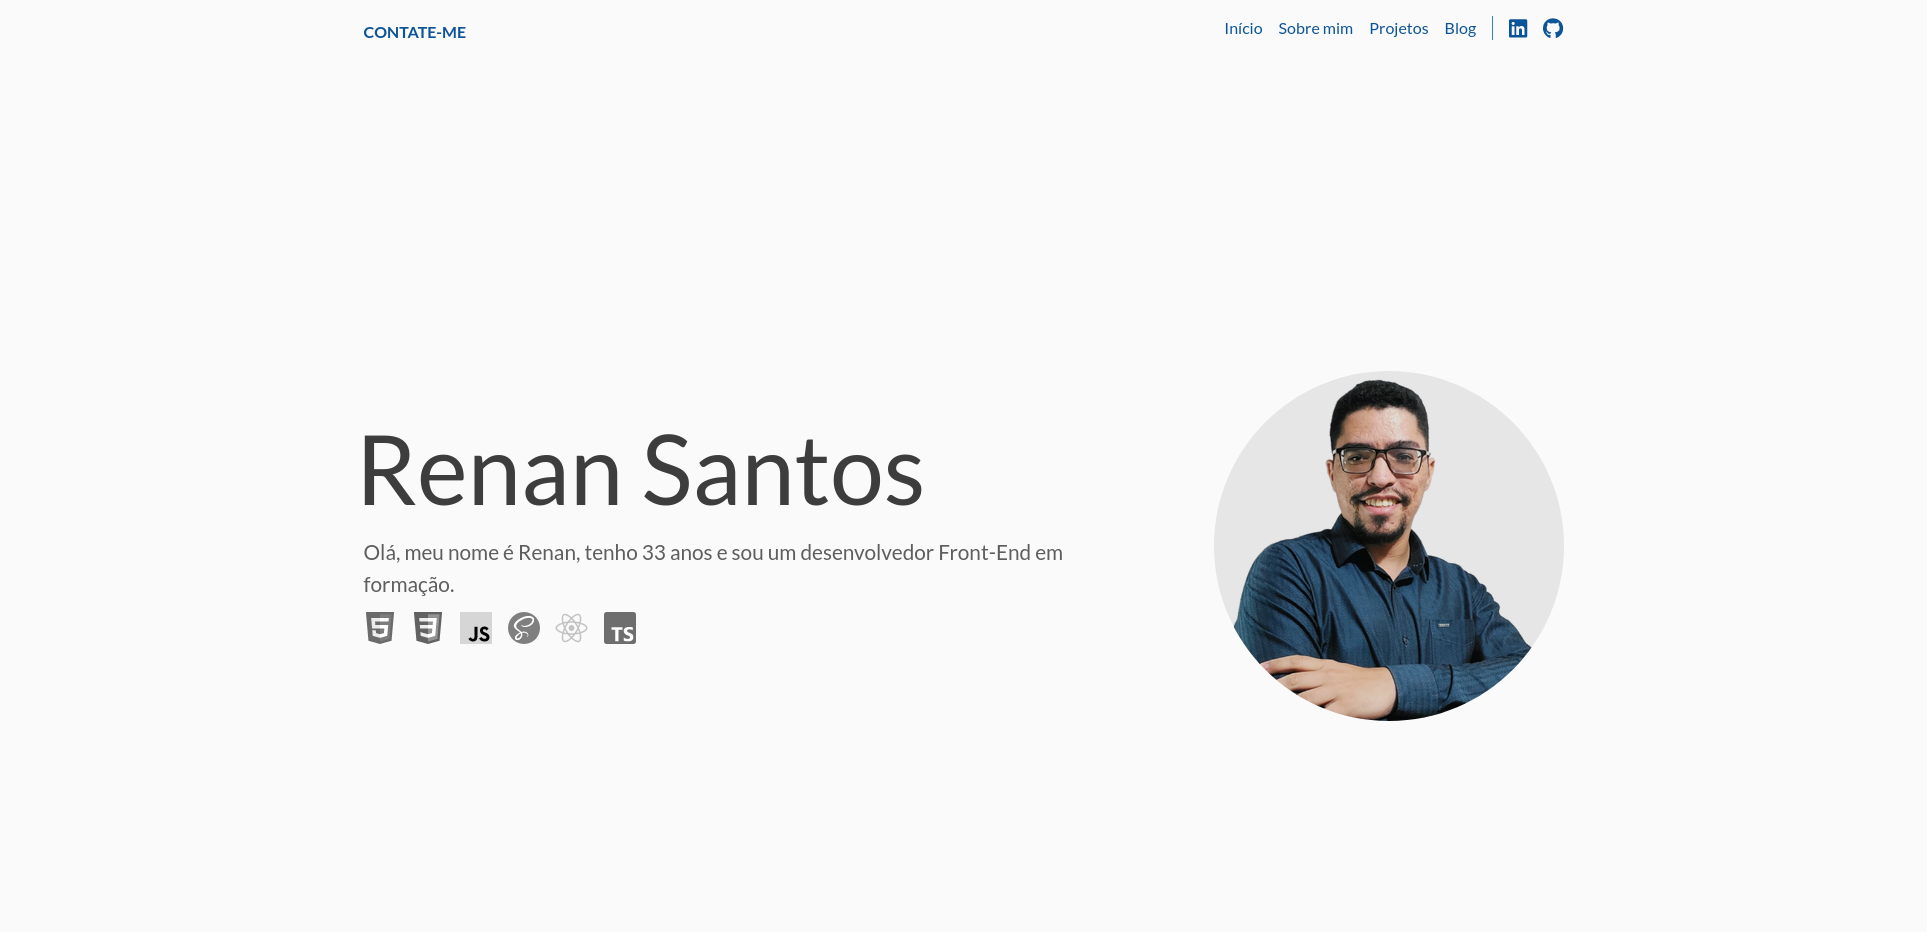 CONTATE-ME
Início Sobre mim Projetos Blog
Renan Santos
Olá, meu nome é Renan, tenho 33 anos e sou um desenvolvedor Front-End em
formação.
5 3 JS TS